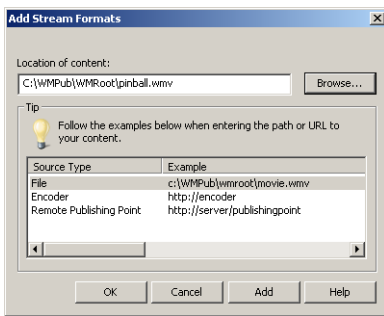 Add Stream Formats
Location of content:
C:\WMPub\WMRoot\pinball.wmv
Browse...
Tip
Follow the examples below when entering the path or URL to
your content.
Source Type Example
File c:\WMPub\wmroot\movie.wmv
Encoder http://encoder
Remote Publishing Point http://server/publishingpoint
OK Cancel Add Help